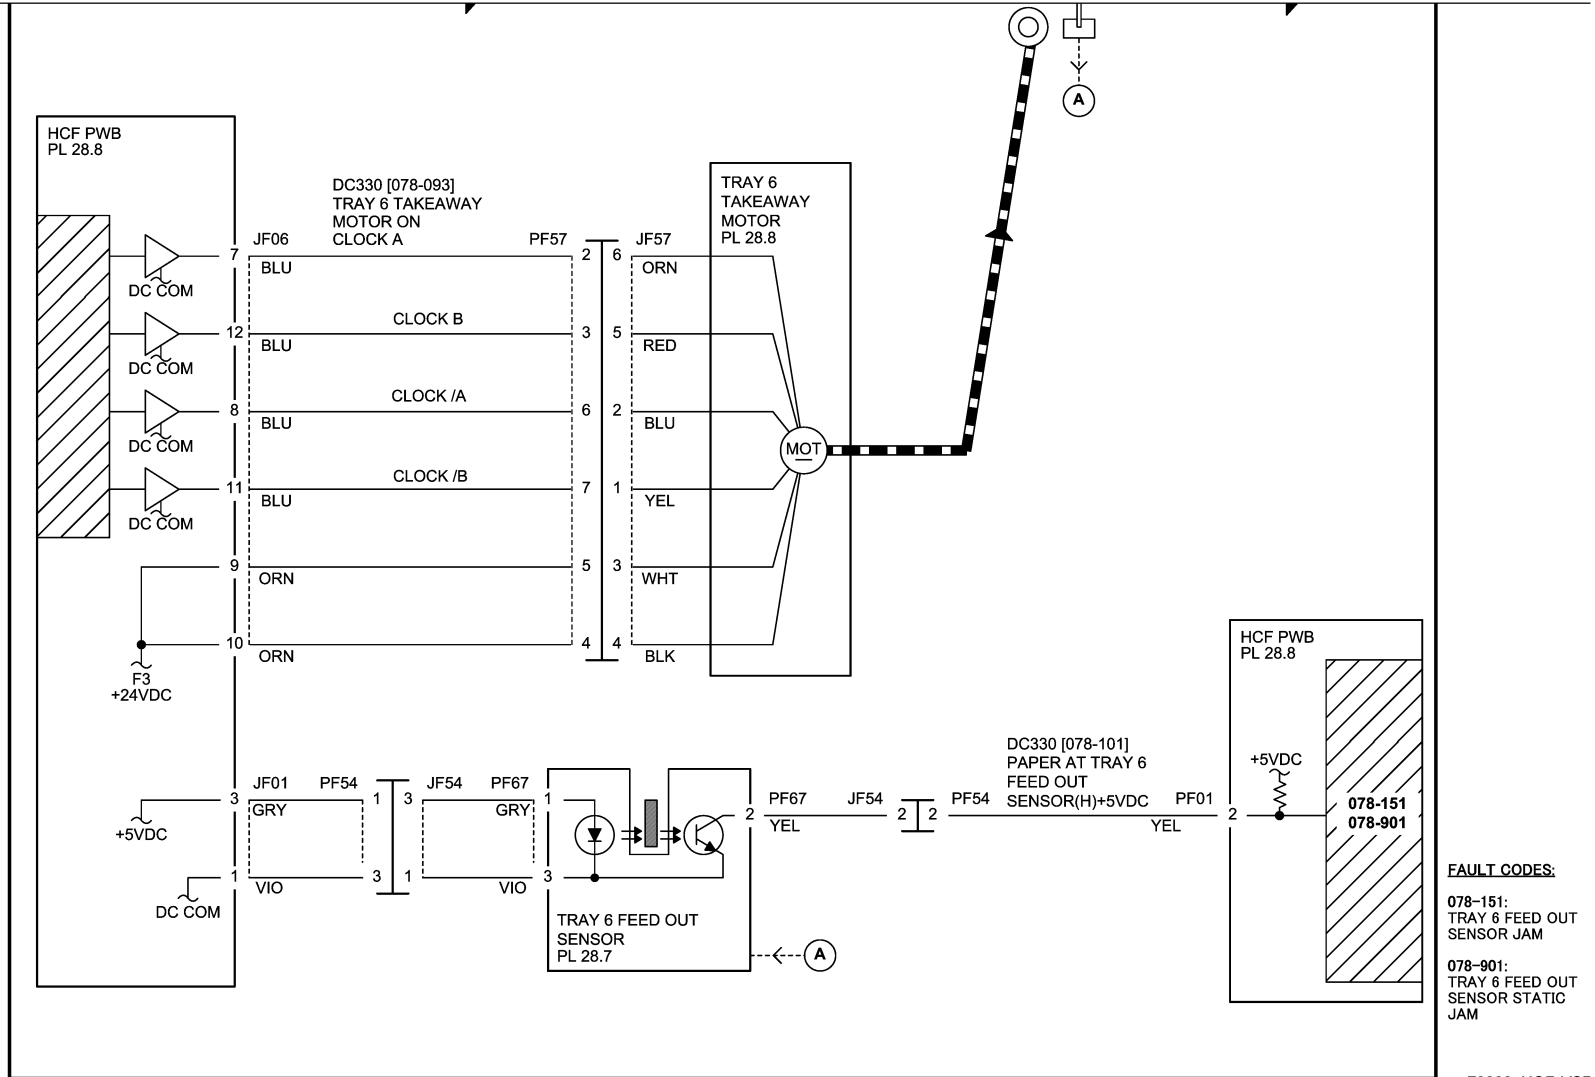 A
HCF PWB
PL 28.8
DC330 [078-093]
TRAY 6 TAKEAWAY
MOTOR ON
CLOCK A
TRAY 6
TAKEAWAY
MOTOR
PL 28.8
JF06
PF57
JF57
7
2
6
BLU
ORN
DC COM
CLOCK B
12
3
5
BLU
RED
DC COM
CLOCK /A
8
6
2
BLU
BLU
DC COM
MOT
CLOCK /B
11
7
1
BLU
YEL
DC COM
9
5
3
ORN
WHT
10
4
4
ORN
BLK
F3
+24VDC
HCF PWB
PL 28.8
DC330 [078-101]
PAPER AT TRAY 6
FEED OUT
SENSOR(H)+5VDC
+5VDC
JF01
PF54
JF54
PF67
3
1
3
1
GRY
GRY
+5VDC
PF67
JF54
PF54
PF01
2
2
2
2
YEL
YEL
078-151
078-901
1
3
1
3
VIO
VIO
DC COM
TRAY 6 FEED OUT
SENSOR
PL 28.7
A
FAULT CODES:
078-151:
TRAY 6 FEED OUT
SENSOR JAM
078-901:
TRAY 6 FEED OUT
SENSOR STATIC
JAM